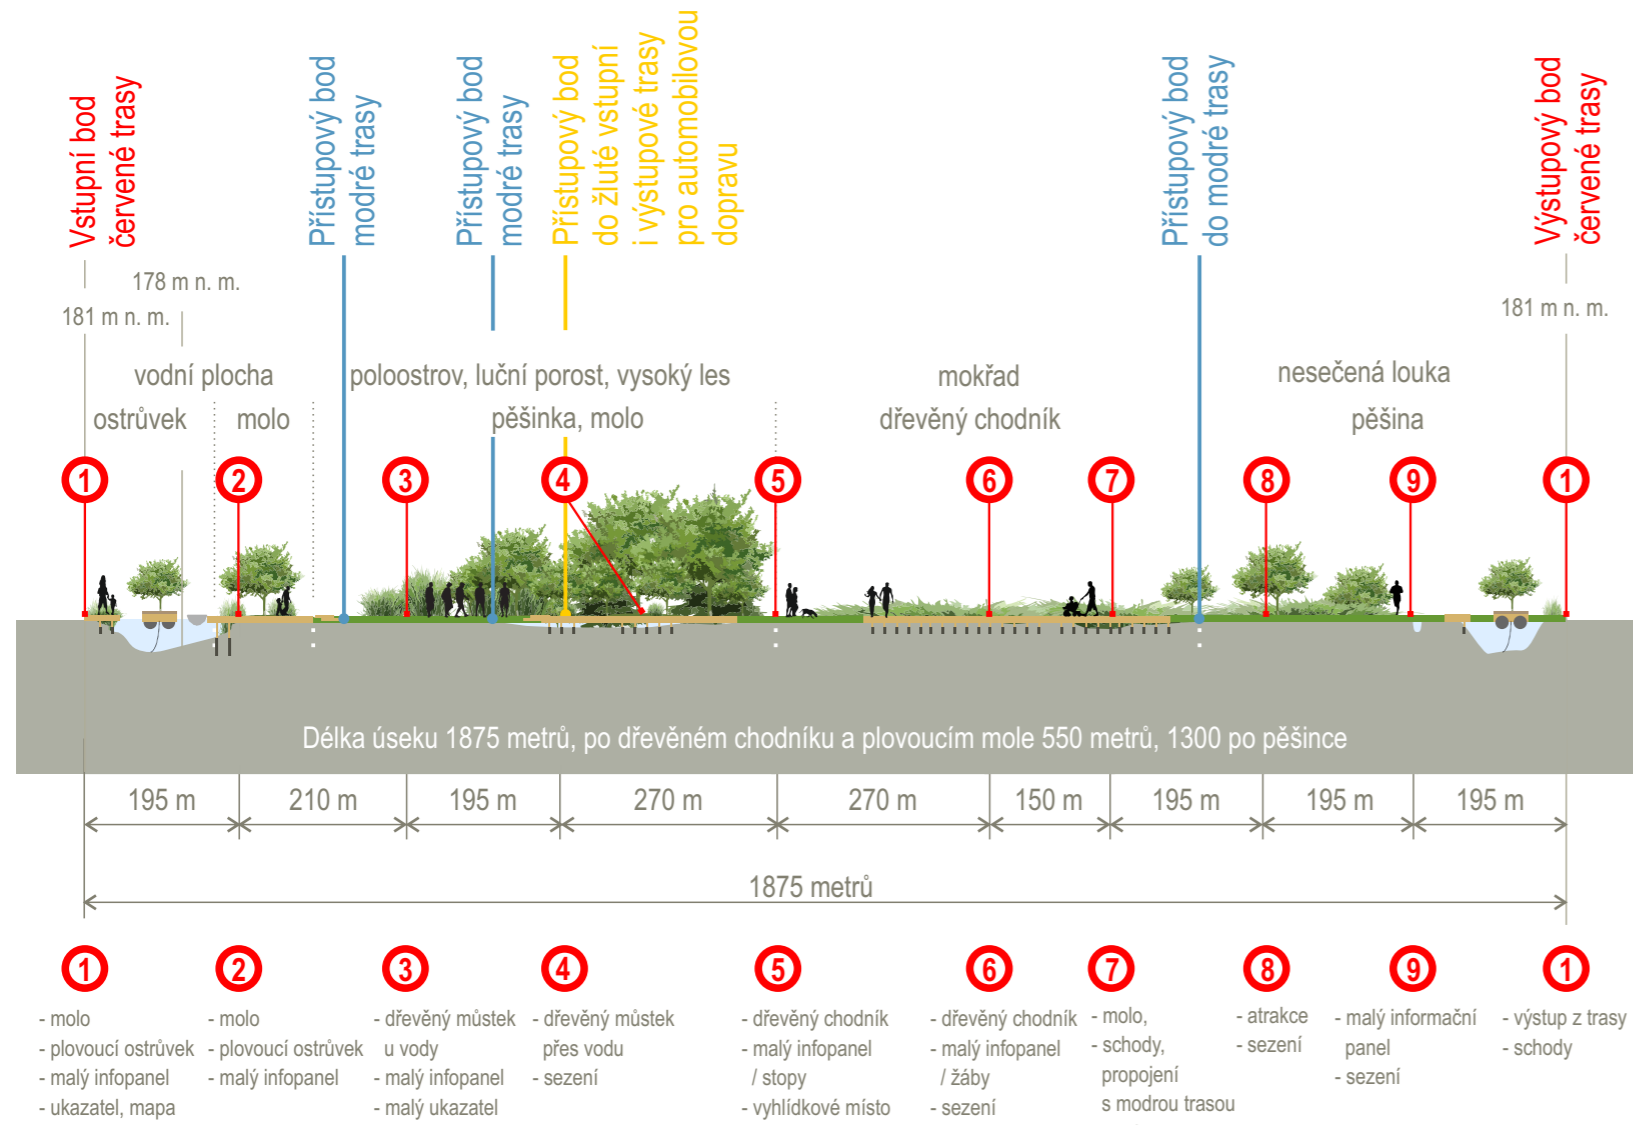 Vstupní bod
červené trasy
Přístupový bod
modré trasy
Přístupový bod
modré trasy
Přístupový bod
do žluté vstupní
i výstupové trasy
pro automobilovou
dopravu
Přístupový bod
do modré trasy
Výstupový bod
červené trasy
178 m n. m.
181 m n. m.
181 m n. m.
vodní plocha
poloostrov, luční porost, vysoký les
mokřad
nesečená louka
ostrůvek
molo
pěšinka, molo
dřevěný chodník
pěšina
1
2
3
4
5
6
7
8
9
1
Délka úseku 1875 metrů, po dřevěném chodníku a plovoucím mole 550 metrů, 1300 po pěšince
195 m
210 m
195 m
270 m
270 m
150 m
195 m
195 m
195 m
1875 metrů
1
- molo
- plovoucí ostrůvek
- malý infopanel
- ukazatel, mapa
2
- molo
- plovoucí ostrůvek
- malý infopanel
3
- dřevěný můstek
u vody
- malý infopanel
- malý ukazatel
4
- dřevěný můstek
přes vodu
- sezení
5
- dřevěný chodník
- malý infopanel
/ stopy
- vyhlídkové místo
6
- dřevěný chodník
- malý infopanel
/ žáby
- sezení
7
- molo,
- schody,
propojení
s modrou trasou
8
- atrakce
- sezení
9
- malý informační
panel
- sezení
1
- výstup z trasy
- schody